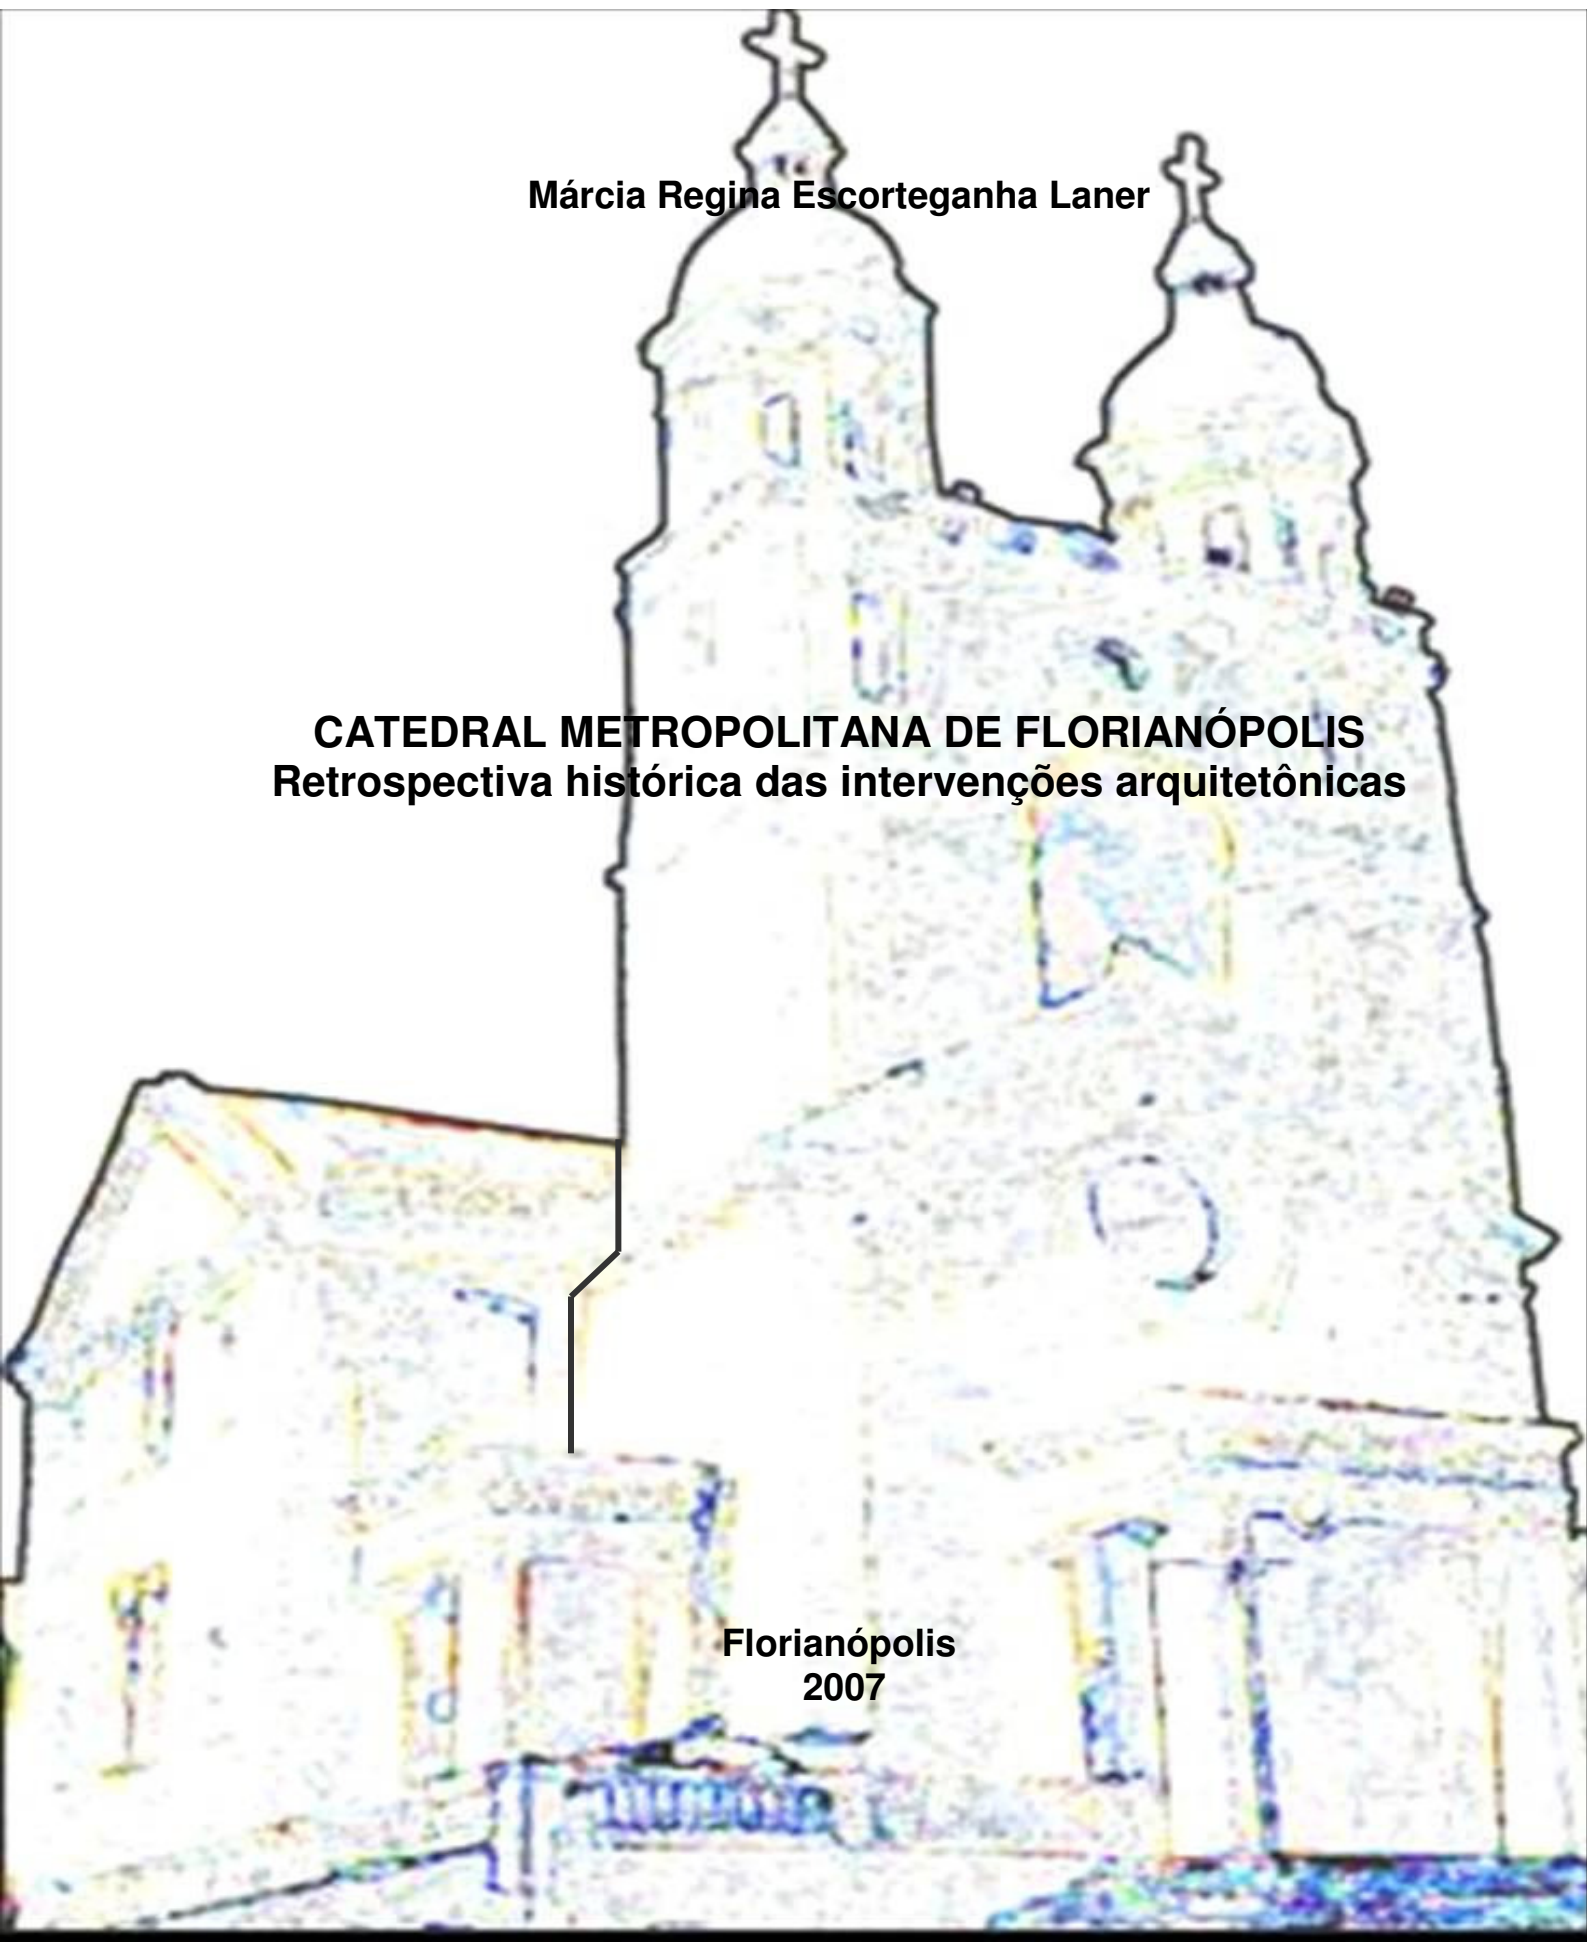 Márcia Regina Escorteganha Laner
CATEDRAL METROPOLITANA DE FLORIANÓPOLIS
Retrospectiva histórica das intervenções arquitetônicas
Florianópolis
2007